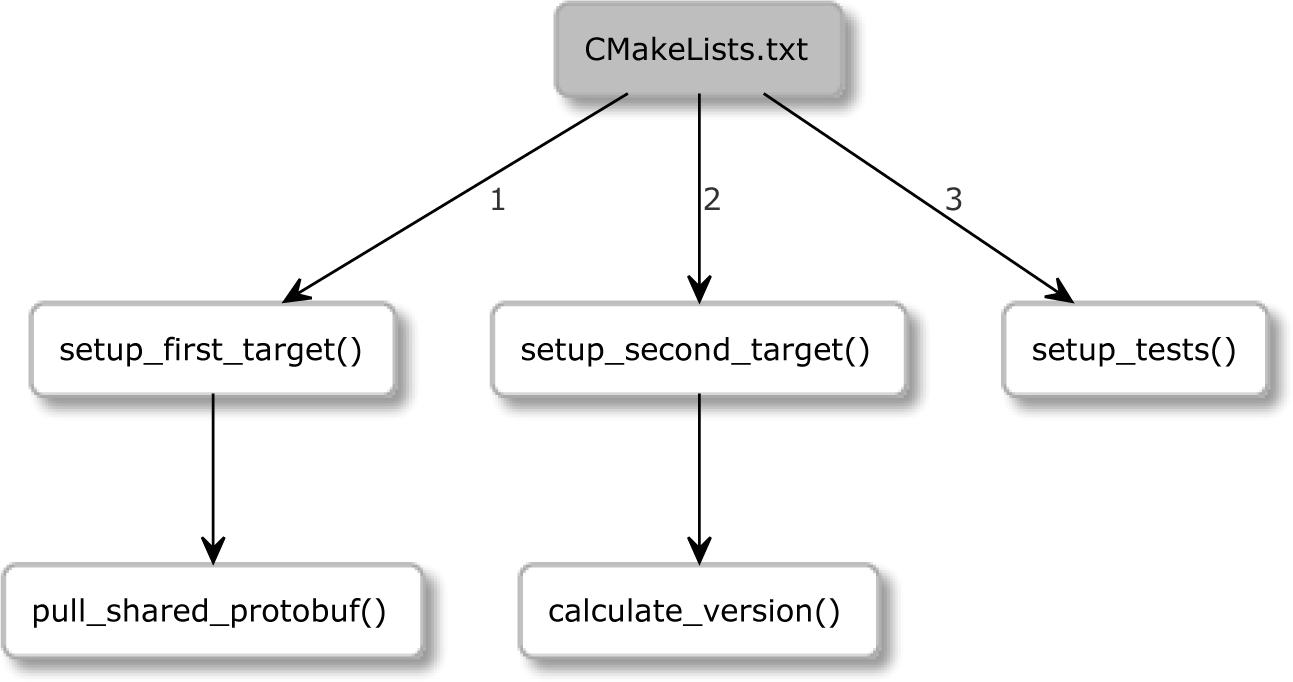 CMakeLists.txt
1
2
3
setup_first_target()
setup_second_target()
setup_tests()
pull_shared_protobuf()
calculate_version()